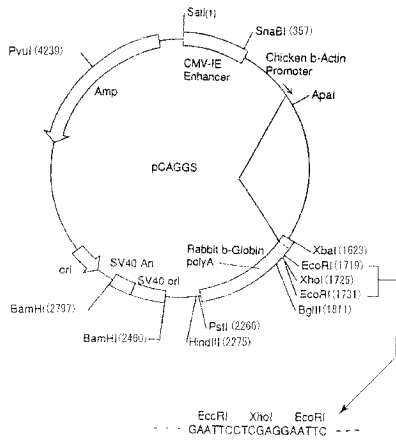 SalI(1)
SnaBI (357)
PvuI (4239)
CMV-IE
Enhancer
Chicken b-Actin
Promoter
ApaI
Amp
pCAGGS
Rabbit b-Globin
polyA
XbaI (1623)
EcoRI (1719)
XhoI (1725)
EcoRI (1731)
BglII (1811)
ori
SV40 An
SV40 ori
BamHI (2797)
BamHI (2460)
PstI (2266)
HindIII (2275)
EcoRI XhoI EcoRI
GAATTCCTCGAGGAATTC